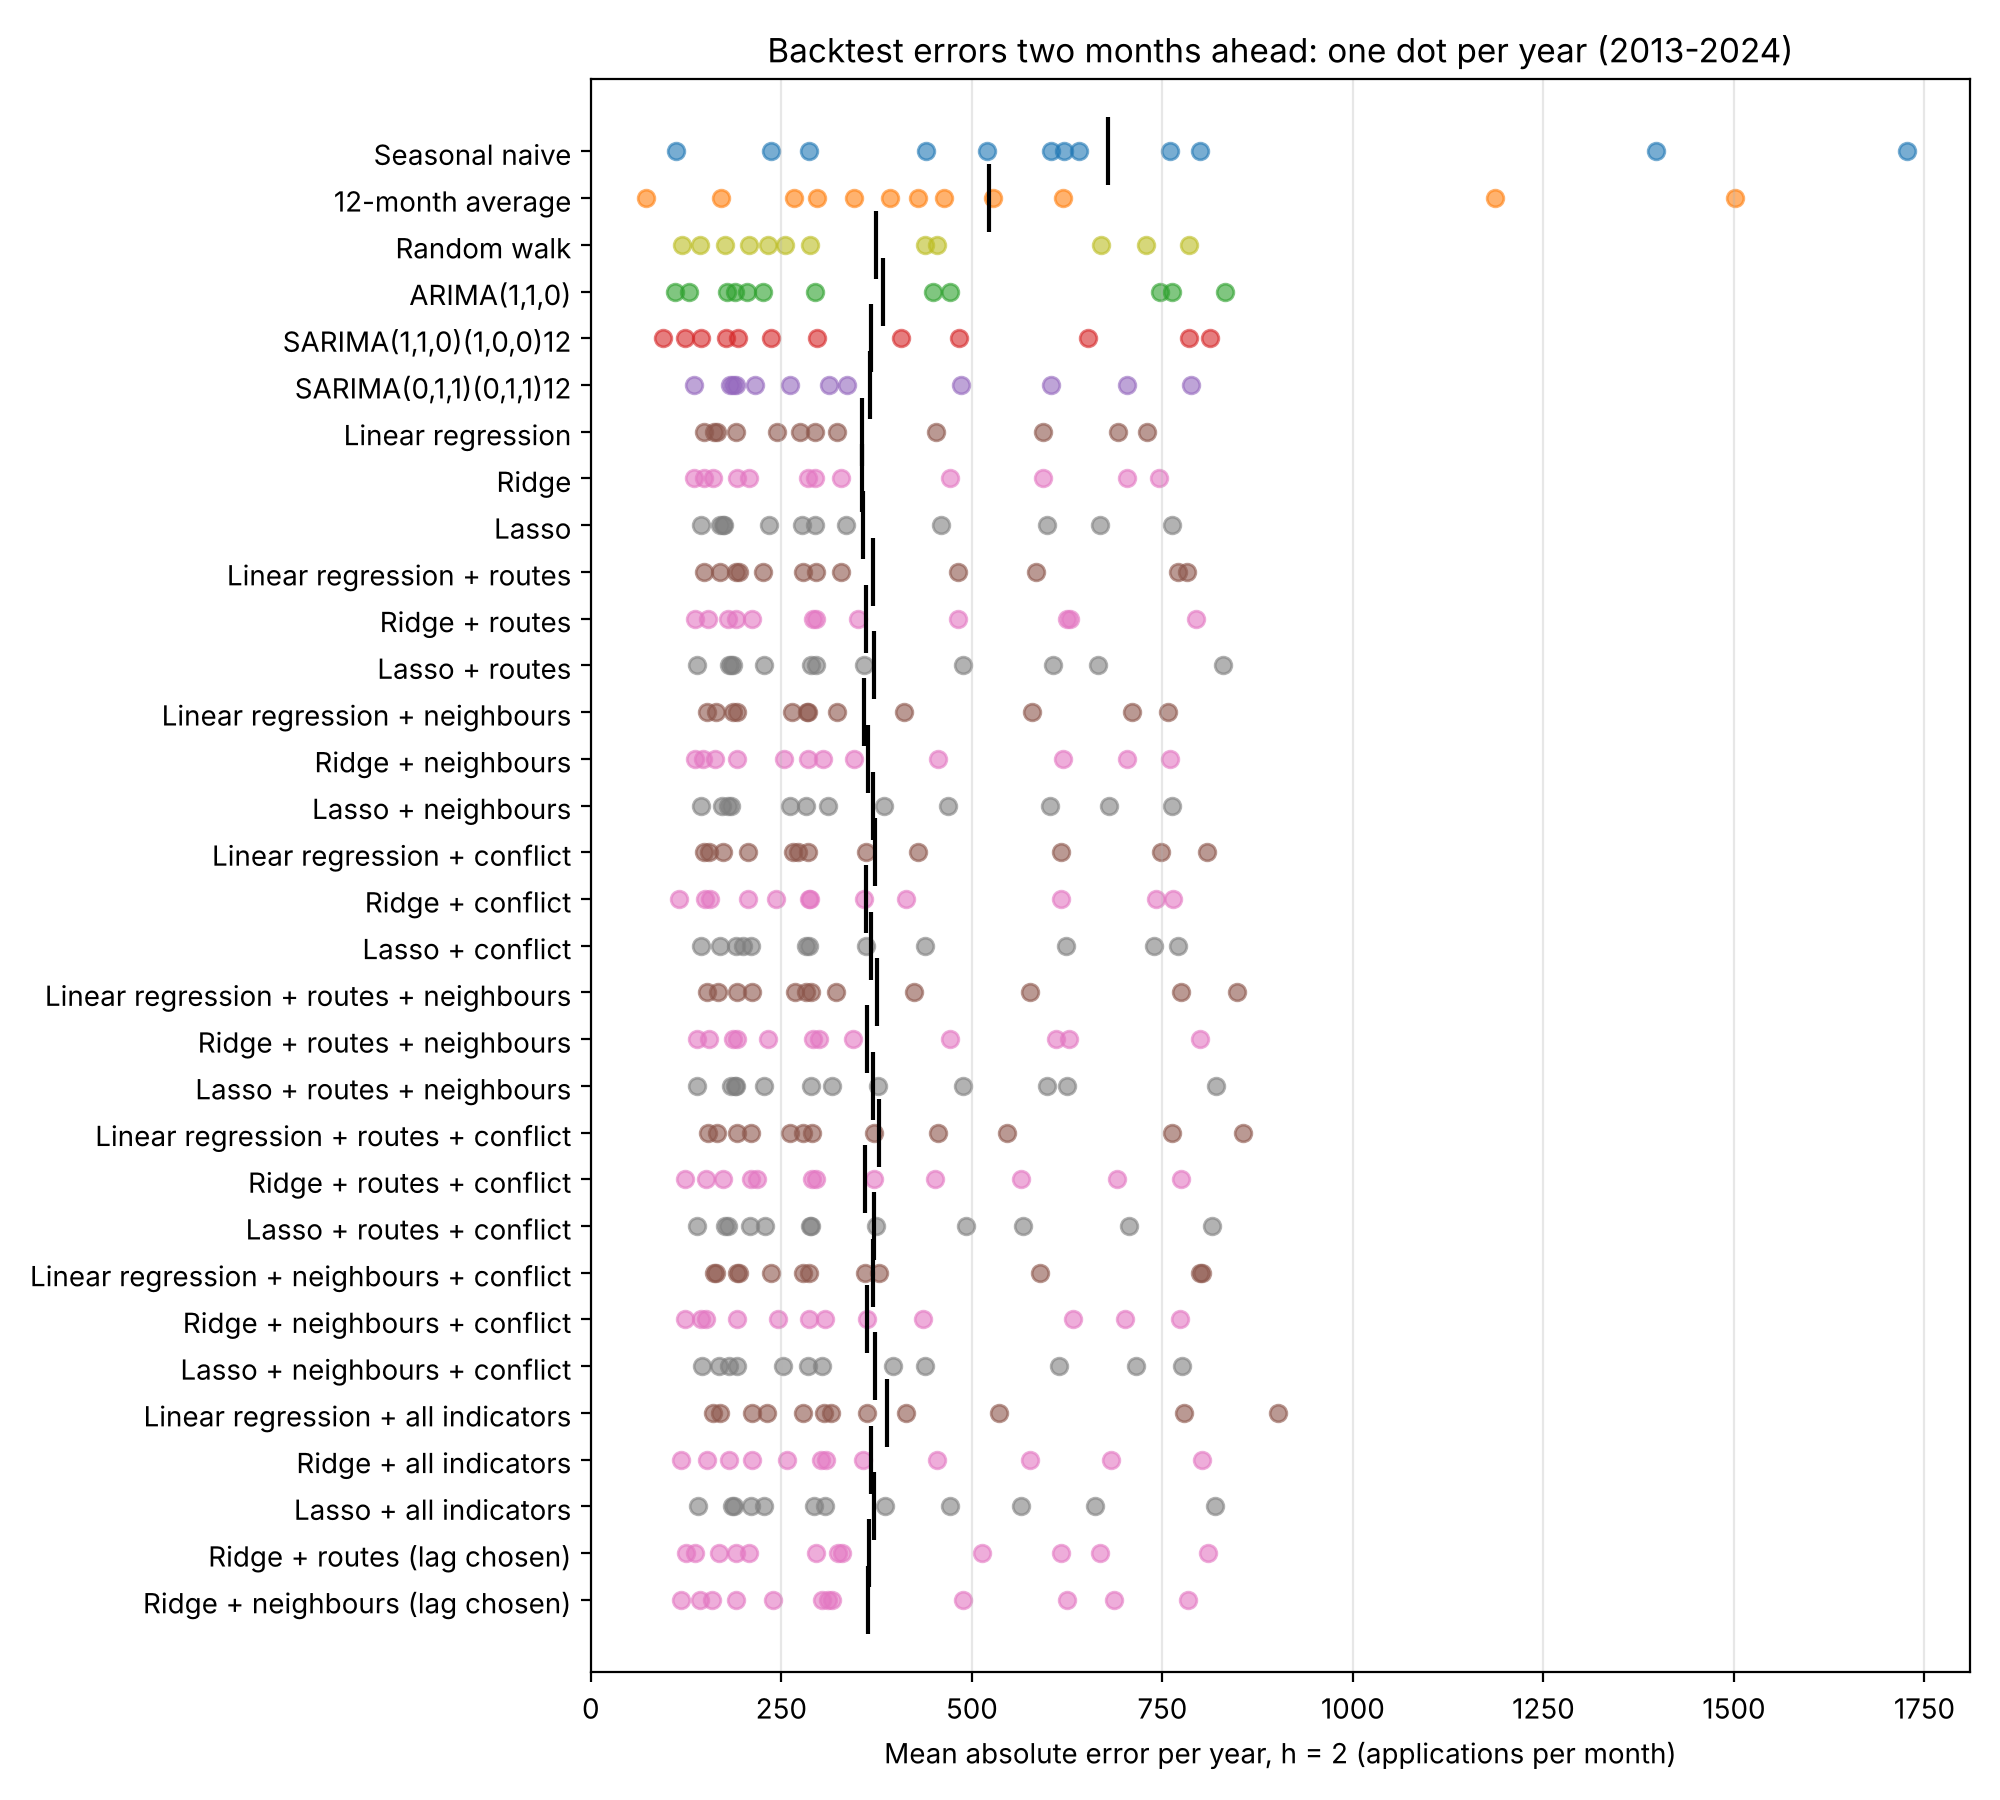 Backtest errors two months ahead: one dot per year (2013-2024)
Seasonal naive
12-month average
Random walk
ARIMA(1,1,0)
SARIMA(1,1,0)(1,0,0)12
SARIMA(0,1,1)(0,1,1)12
Linear regression
Ridge
Lasso
Linear regression + routes
Ridge + routes
Lasso + routes
Linear regression + neighbours
Ridge + neighbours
Lasso + neighbours
Linear regression + conflict
Ridge + conflict
Lasso + conflict
Linear regression + routes + neighbours
Ridge + routes + neighbours
Lasso + routes + neighbours
Linear regression + routes + conflict
Ridge + routes + conflict
Lasso + routes + conflict
Linear regression + neighbours + conflict
Ridge + neighbours + conflict
Lasso + neighbours + conflict
Linear regression + all indicators
Ridge + all indicators
Lasso + all indicators
Ridge + routes (lag chosen)
Ridge + neighbours (lag chosen)
0 250 500 750 1000 1250 1500 1750
Mean absolute error per year, h = 2 (applications per month)